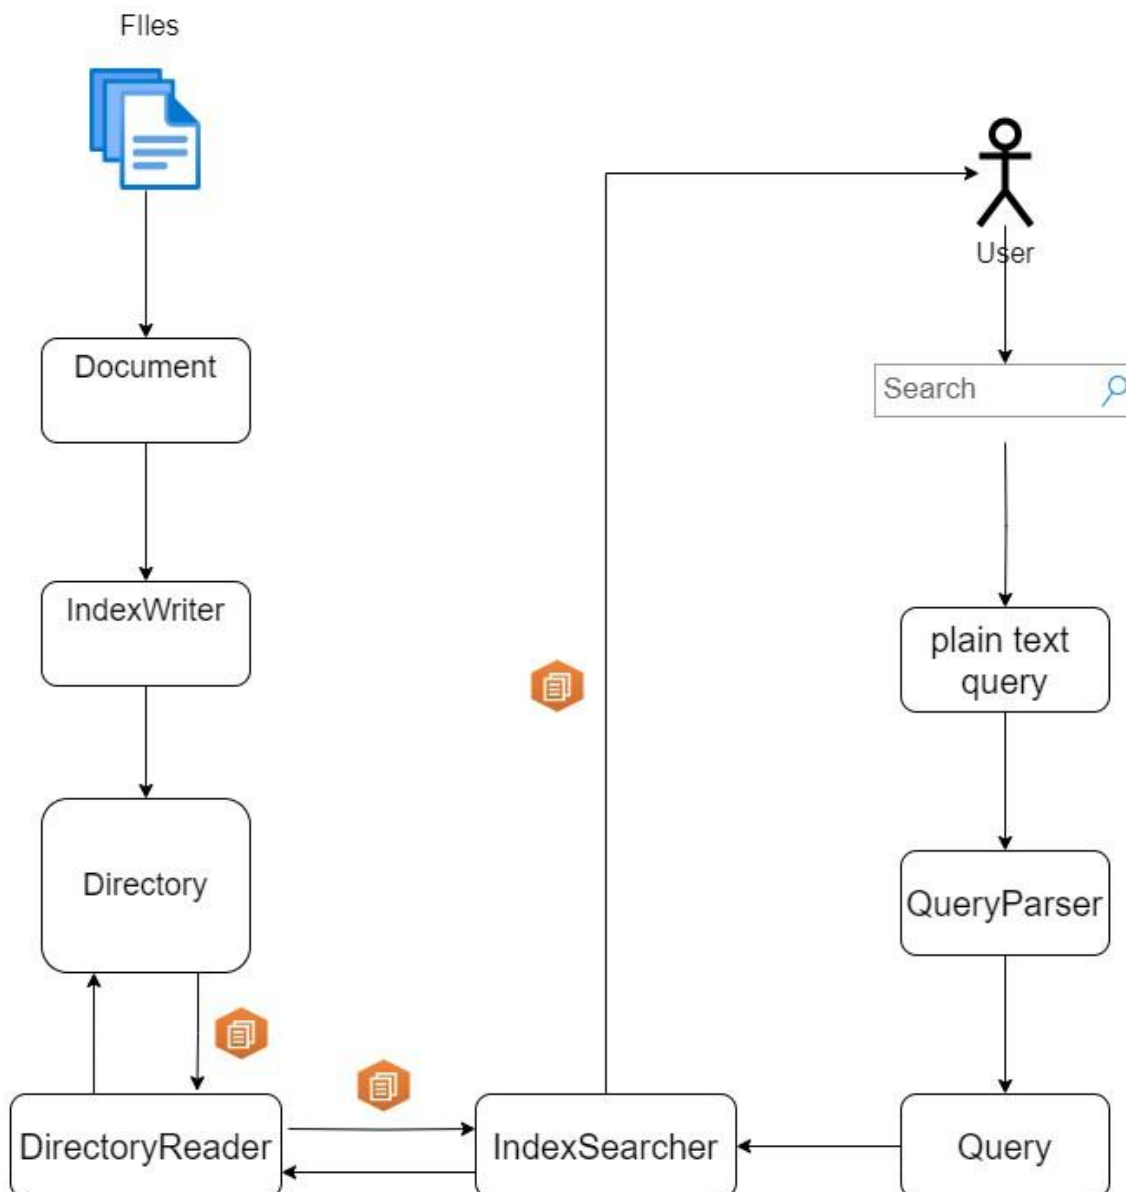 FIles
User
Document
Search
IndexWriter
plain text
query
Directory
QueryParser
DirectoryReader
IndexSearcher
Query